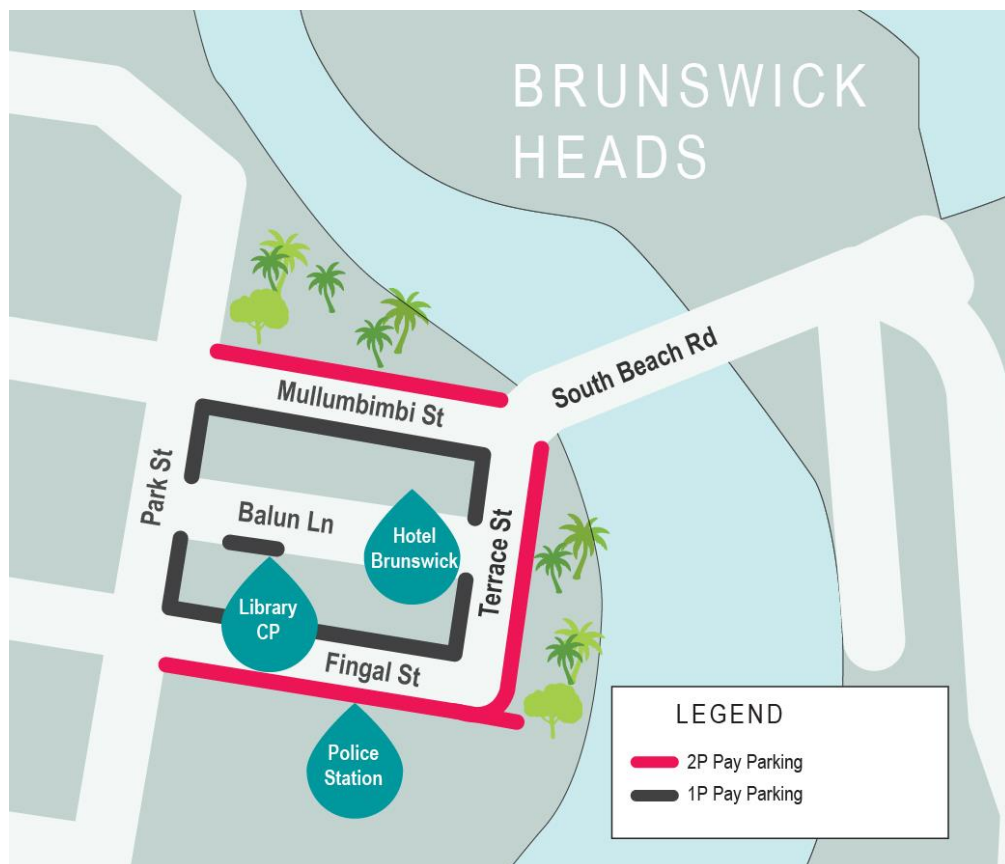 BRUNSWICK
HEADS
South Beach Rd
Mullumbimbi St
Park St
Balun Ln
Hotel
Brunswick
Terrace St
Library
CP
Fingal St
Police
Station
LEGEND
2P Pay Parking
1P Pay Parking